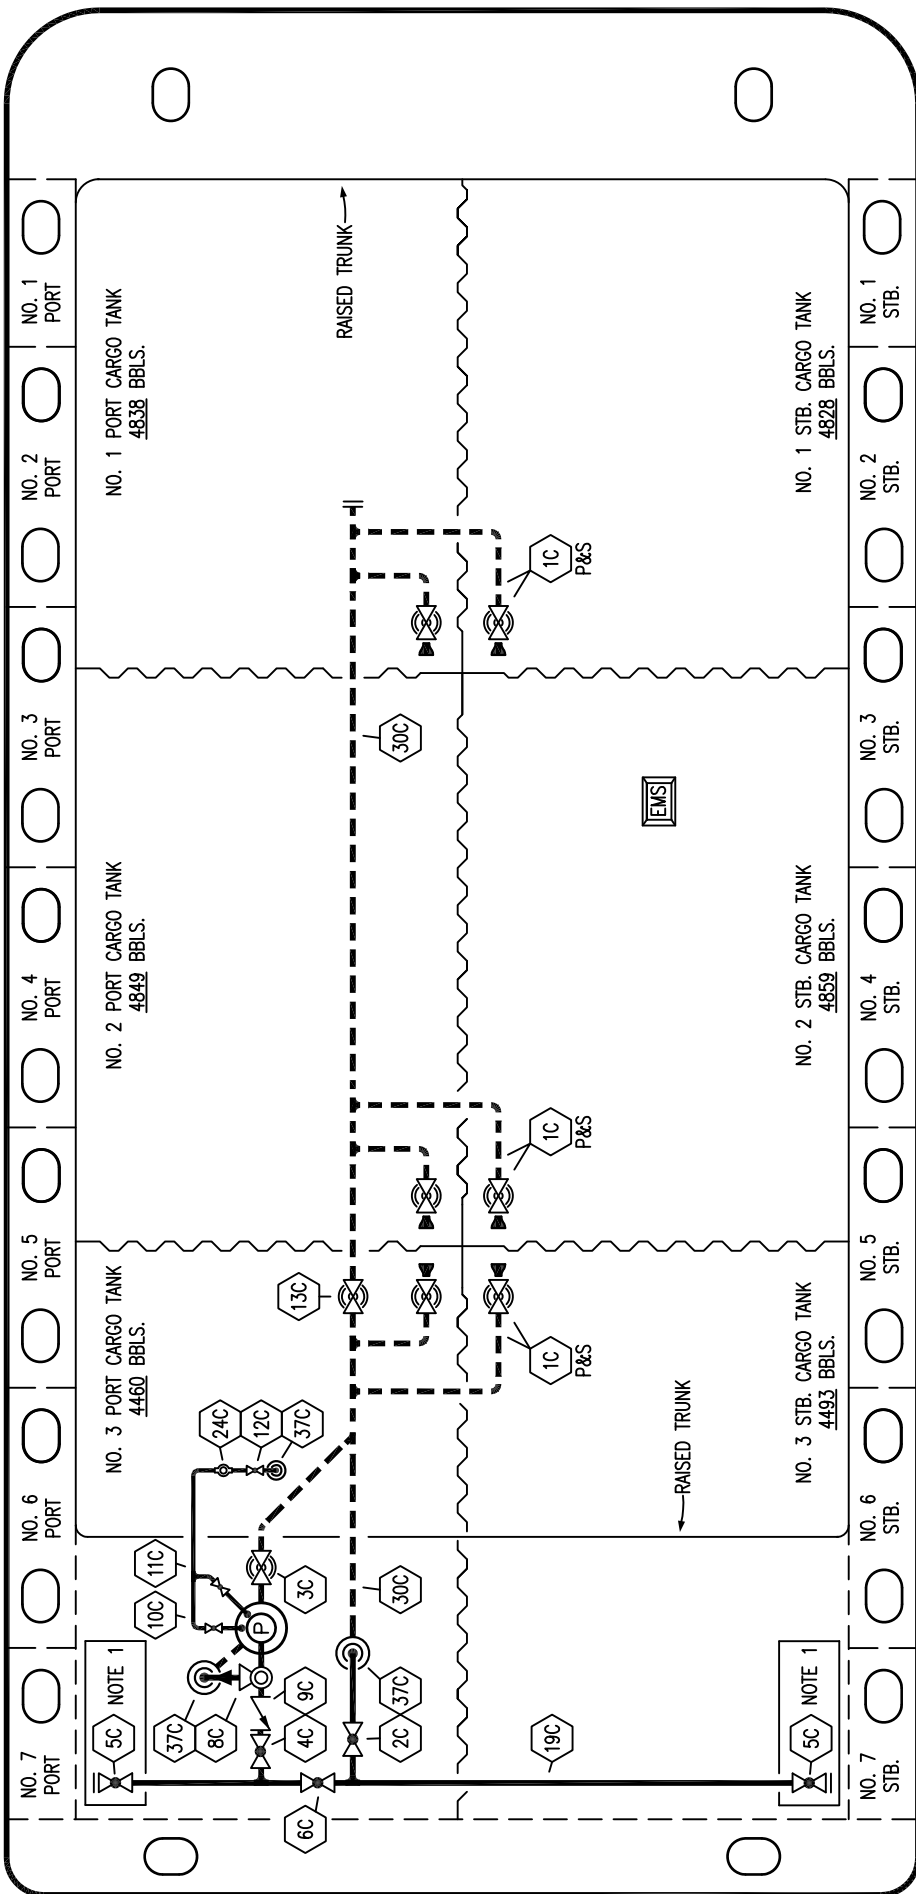 NO. 1
PORT
NO. 2
PORT
NO. 3
PORT
NO. 4
PORT
NO. 5
PORT
NO. 6
PORT
NO. 7
PORT
NO. 1 PORT CARGO TANK
4838 BBLS.
NO. 2 PORT CARGO TANK
4849 BBLS.
NO. 3 PORT CARGO TANK
4460 BBLS.
RAISED TRUNK
30C
13C
24C
12C
37C
11C
10C
3C
P
30C
NOTE 1
5C
37C
8C
9C
4C
37C
2C
6C
19C
1C
P&S
1C
P&S
1C
P&S
EMS
RAISED TRUNK
NO. 1 STB. CARGO TANK
4828 BBLS.
NO. 2 STB. CARGO TANK
4859 BBLS.
NO. 3 STB. CARGO TANK
4493 BBLS.
NOTE 1
5C
NO. 1
STB.
NO. 2
STB.
NO. 3
STB.
NO. 4
STB.
NO. 5
STB.
NO. 6
STB.
NO. 7
STB.